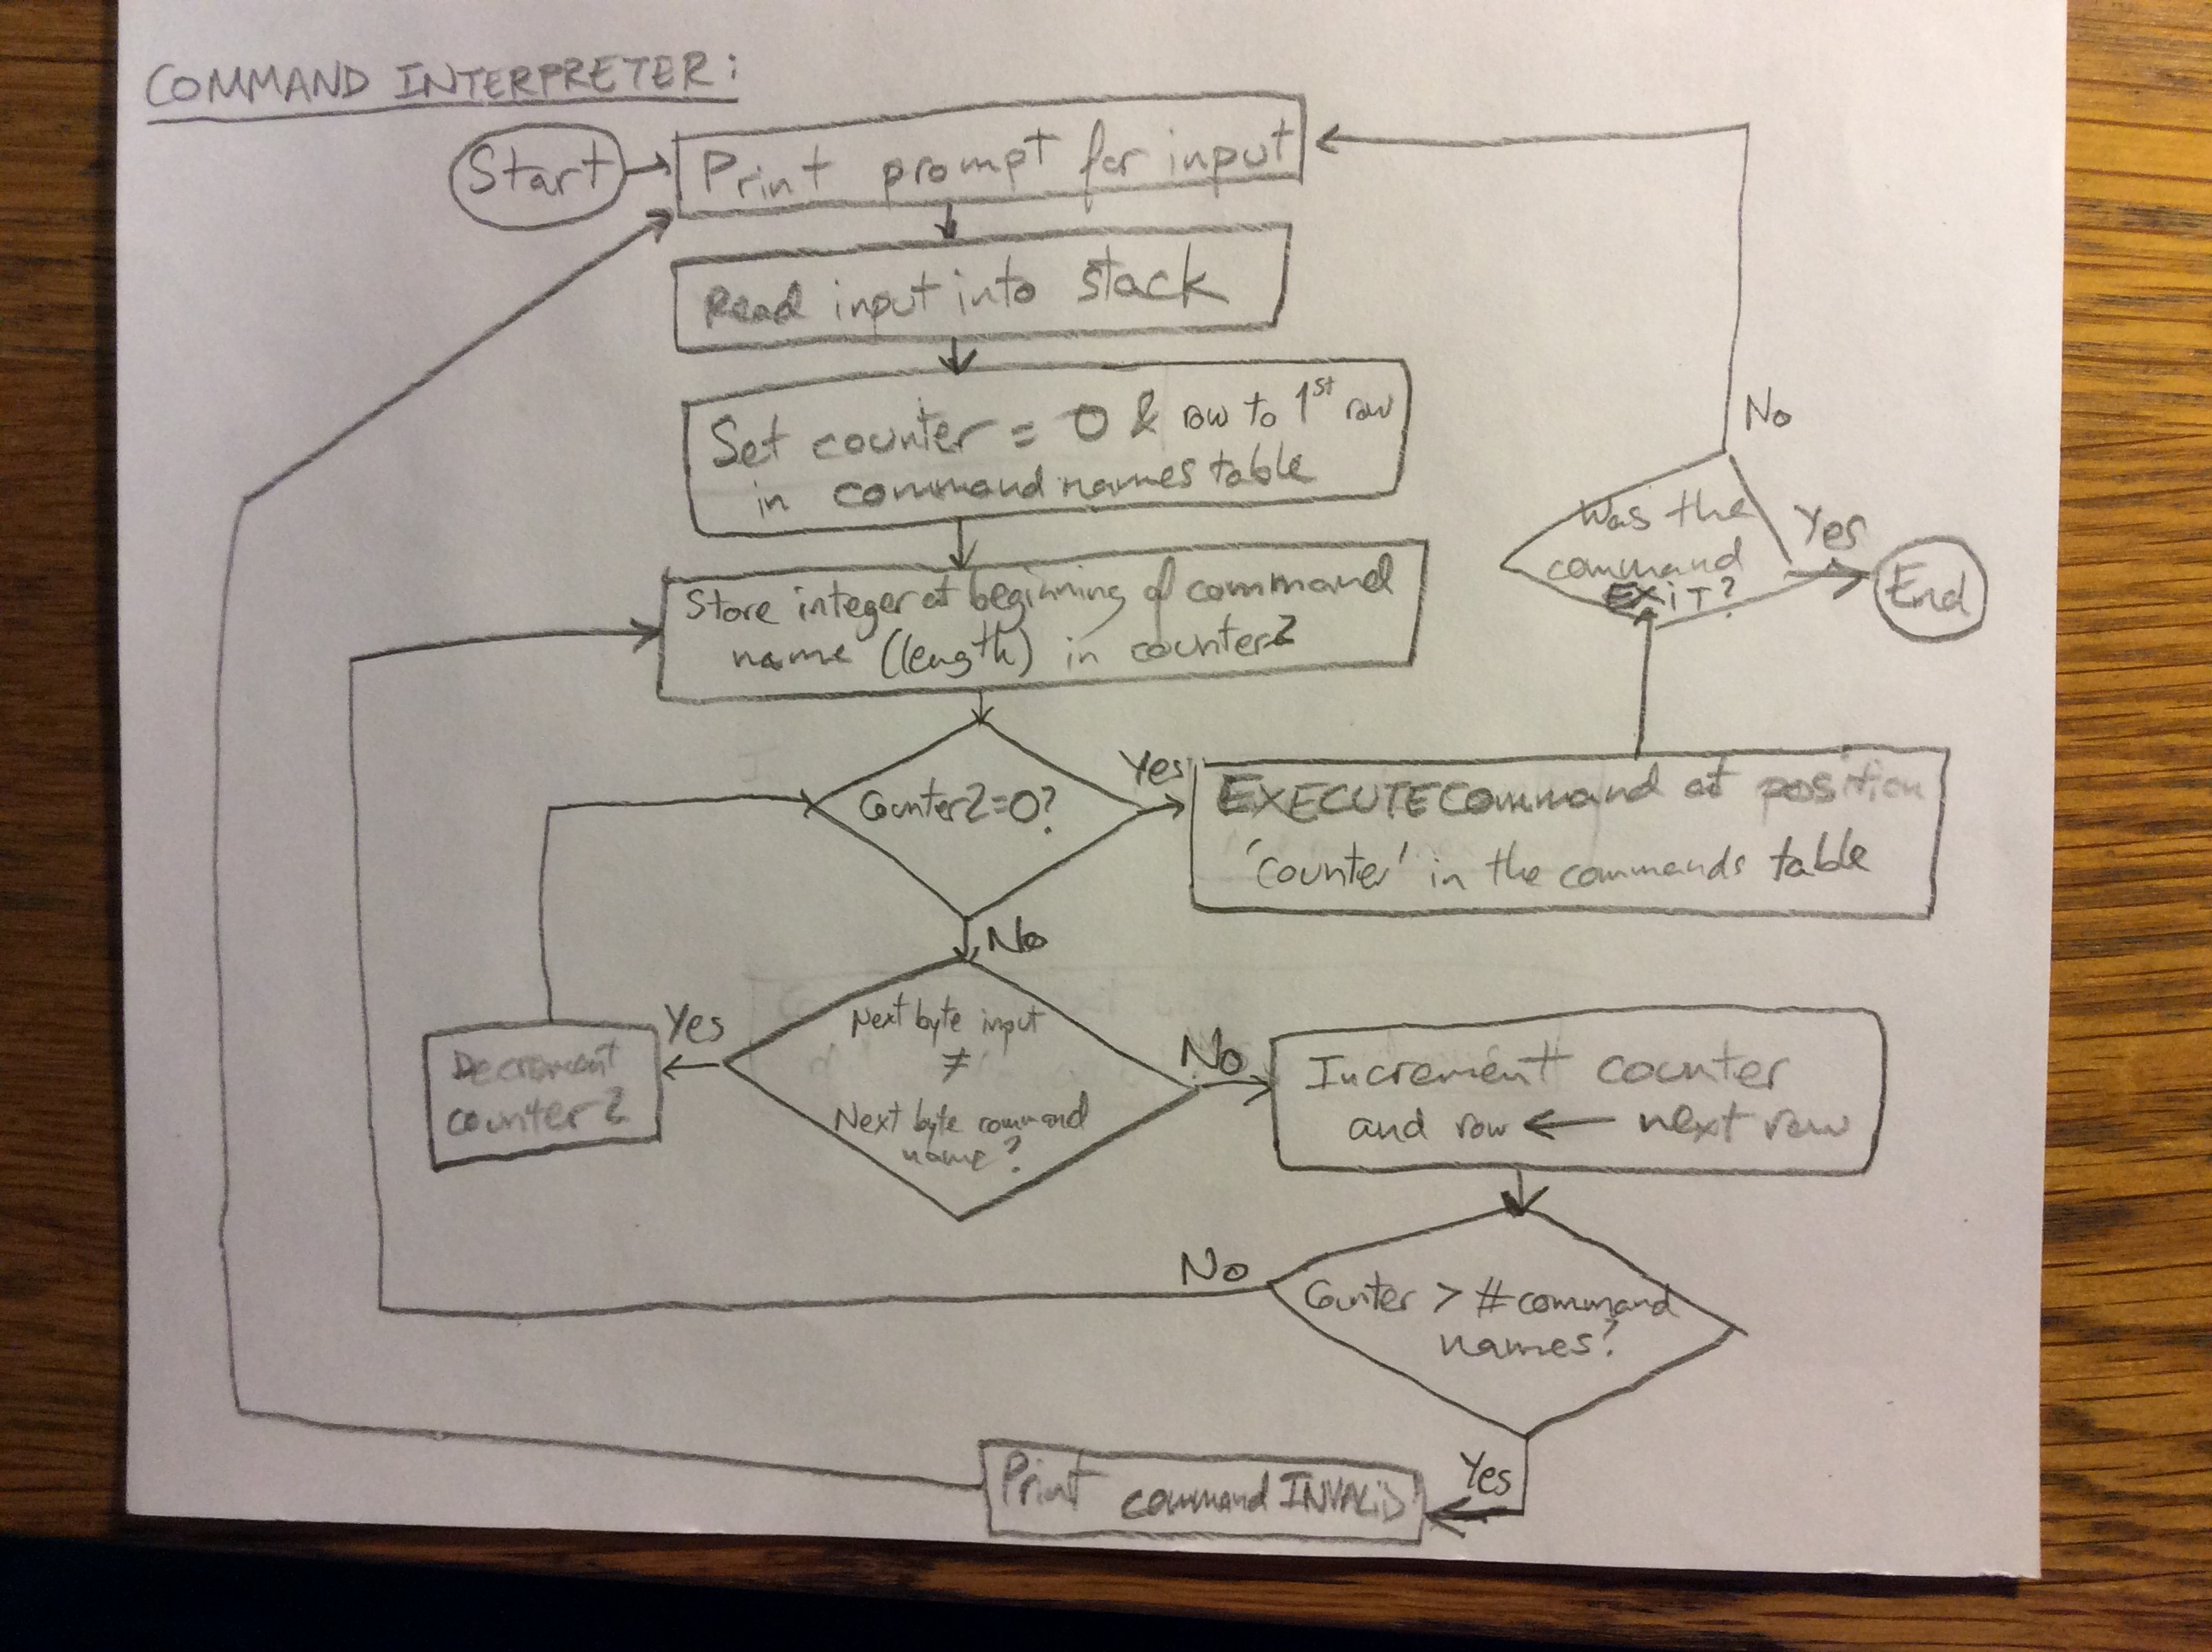 COMMAND INTERPRETER:
Start
Print prompt for input
Read input into stack
Set counter = 0 & row to 1st row
in command names table
No
Was the
command
EXiT?
Yes
End
Store integer at beginning of command
name (length) in counter2
Counter2=0?
Yes
EXECUTE command at position
'counter' in the commands table
No
Next byte input
≠
Next byte command
name?
Yes
Decrement
counter2
No
Increment counter
and row ← next row
No
Counter > # command
names?
Yes
Print command INVALiD